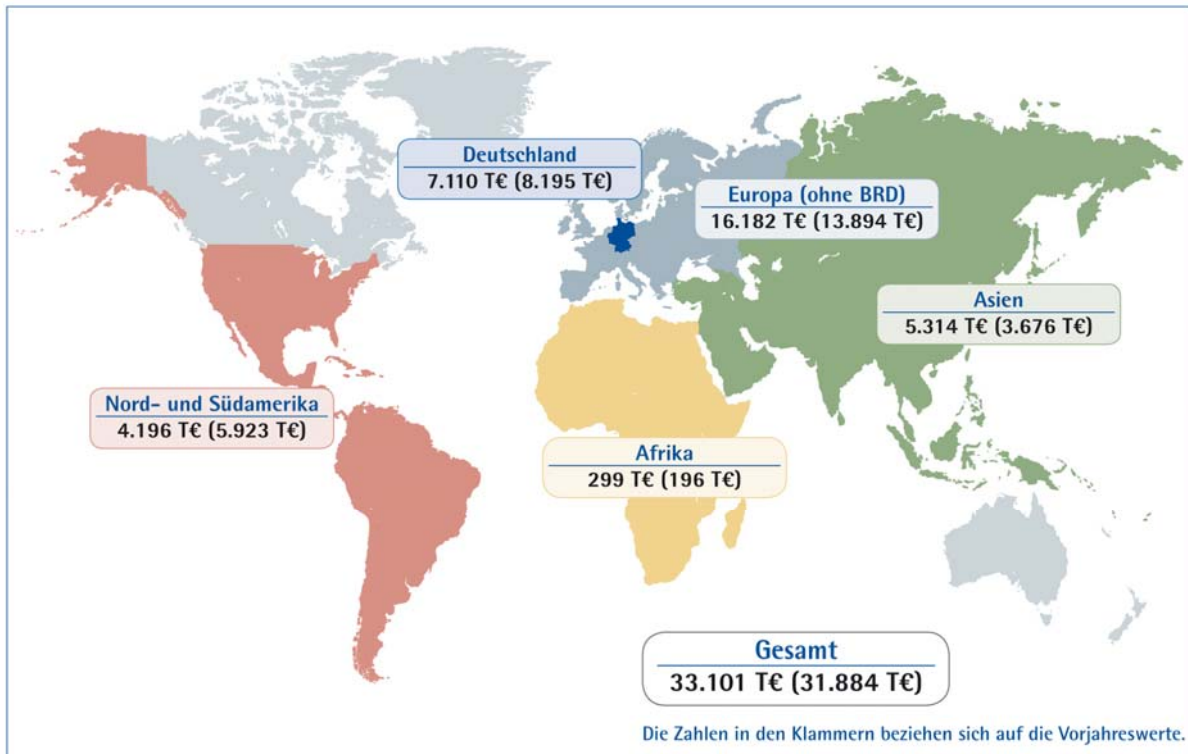 Deutschland
7.110 T€ (8.195 T€)
Europa (ohne BRD)
16.182 T€ (13.894 T€)
Asien
5.314 T€ (3.676 T€)
Nord- und Südamerika
4.196 T€ (5.923 T€)
Afrika
299 T€ (196 T€)
Gesamt
33.101 T€ (31.884 T€)
Die Zahlen in den Klammern beziehen sich auf die Vorjahreswerte.